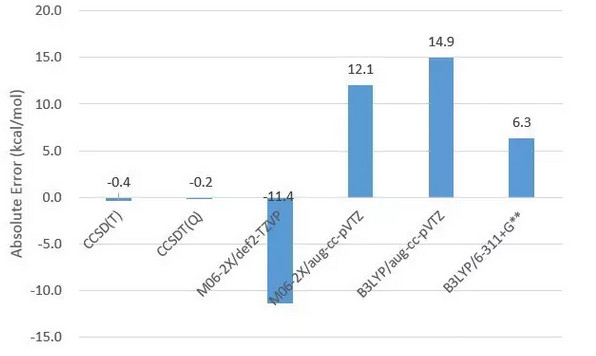 20.0
15.0
10.0
5.0
0.0
-5.0
-10.0
-15.0
Absolute Error (kcal/mol)
-0.4
-0.2
-11.4
12.1
14.9
6.3
CCSD(T)
CCSDT(Q)
M06-2X/def2-TZVP
M06-2X/aug-cc-pVTZ
B3LYP/aug-cc-pVTZ
B3LYP/6-311+G**